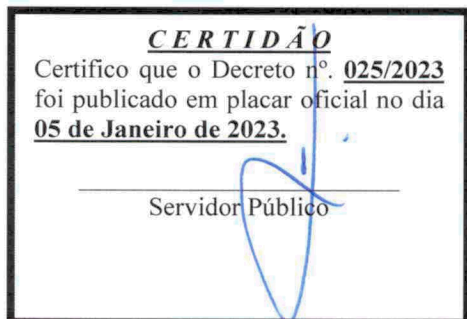 CERTIDÃO
Certifico que o Decreto nº. 025/2023
foi publicado em placar oficial no dia
05 de Janeiro de 2023.
Servidor Público